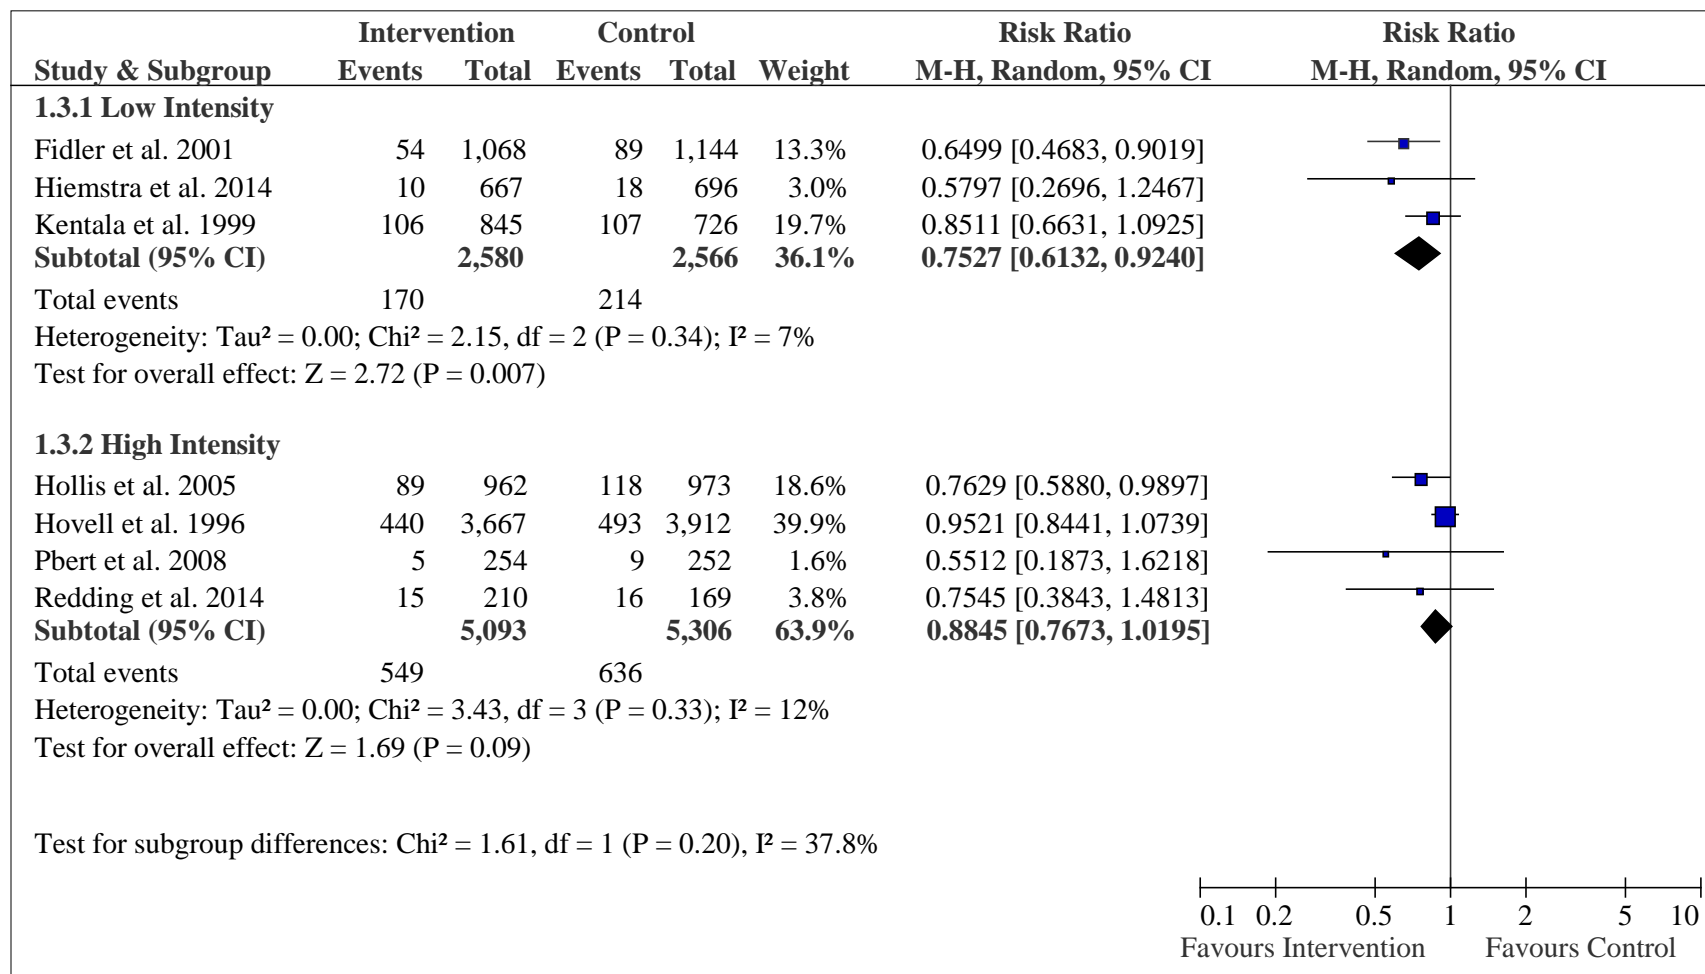 Intervention Control Risk Ratio Risk Ratio
Study & Subgroup Events Total Events Total Weight M-H, Random, 95% CI M-H, Random, 95% CI
1.3.1 Low Intensity
Fidler et al. 2001 54 1,068 89 1,144 13.3% 0.6499 [0.4683, 0.9019]
Hiemstra et al. 2014 10 667 18 696 3.0% 0.5797 [0.2696, 1.2467]
Kentala et al. 1999 106 845 107 726 19.7% 0.8511 [0.6631, 1.0925]
Subtotal (95% CI) 2,580 2,566 36.1% 0.7527 [0.6132, 0.9240]
Total events 170 214
Heterogeneity: Tau² = 0.00; Chi² = 2.15, df = 2 (P = 0.34); I² = 7%
Test for overall effect: Z = 2.72 (P = 0.007)
1.3.2 High Intensity
Hollis et al. 2005 89 962 118 973 18.6% 0.7629 [0.5880, 0.9897]
Hovell et al. 1996 440 3,667 493 3,912 39.9% 0.9521 [0.8441, 1.0739]
Pbert et al. 2008 5 254 9 252 1.6% 0.5512 [0.1873, 1.6218]
Redding et al. 2014 15 210 16 169 3.8% 0.7545 [0.3843, 1.4813]
Subtotal (95% CI) 5,093 5,306 63.9% 0.8845 [0.7673, 1.0195]
Total events 549 636
Heterogeneity: Tau² = 0.00; Chi² = 3.43, df = 3 (P = 0.33); I² = 12%
Test for overall effect: Z = 1.69 (P = 0.09)
Test for subgroup differences: Chi² = 1.61, df = 1 (P = 0.20), I² = 37.8%
0.1 0.2 0.5 1 2 5 10
Favours Intervention Favours Control